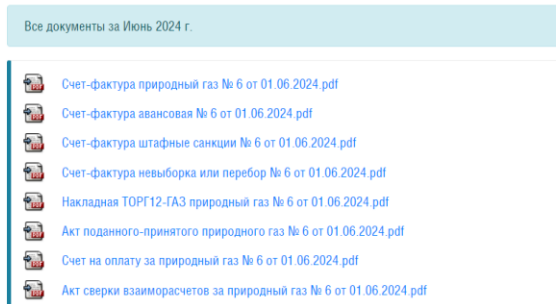 Все документы за Июнь 2024 г.
Счет-фактура природный газ № 6 от 01.06.2024.pdf
Счет-фактура авансовая № 6 от 01.06.2024.pdf
Счет-фактура штафные санкции № 6 от 01.06.2024.pdf
Счет-фактура невыборка или перебор № 6 от 01.06.2024.pdf
Накладная ТОРГ12-ГАЗ природный газ № 6 от 01.06.2024.pdf
Акт поданного-принятого природного газ № 6 от 01.06.2024.pdf
Счет на оплату за природный газ № 6 от 01.06.2024.pdf
Акт сверки взаиморасчетов за природный газ № 6 от 01.06.2024.pdf